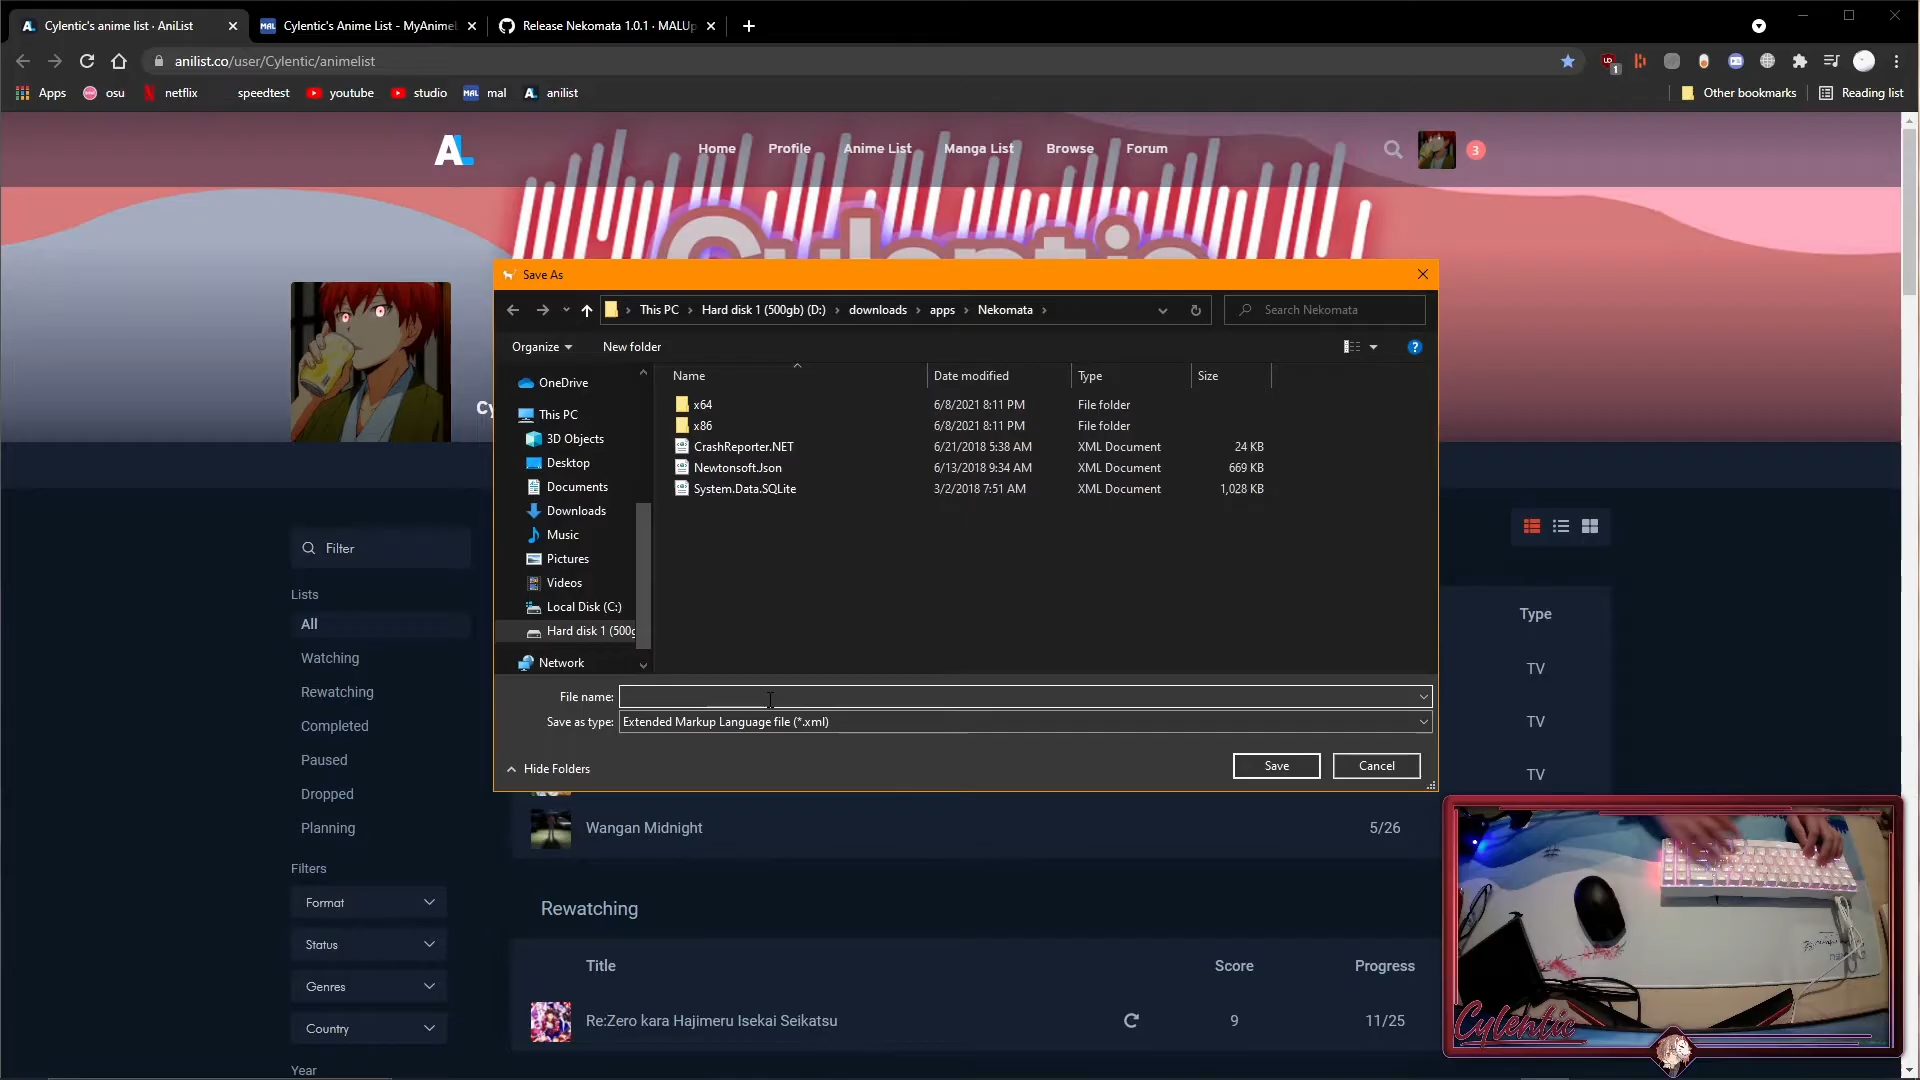 Cylentic's anime list · AniList
MAL Cylentic's Anime List - MyAnimeL
Release Nekomata 1.0.1 · MALUp
anilist.co/user/Cylentic/animelist
1
Apps osu netflix speedtest youtube studio MAL mal AL anilist
Other bookmarks Reading list
AL
Home Profile Anime List Manga List Browse Forum
3
Cylentic
Save As
This PC › Hard disk 1 (500gb) (D:) › downloads › apps › Nekomata ›
Search Nekomata
Organize New folder
OneDrive
This PC
3D Objects
Desktop
Documents
Downloads
Music
Pictures
Videos
Local Disk (C:)
Hard disk 1 (500g
Network
Name Date modified Type Size
x64 6/8/2021 8:11 PM File folder
x86 6/8/2021 8:11 PM File folder
CrashReporter.NET 6/21/2018 5:38 AM XML Document 24 KB
Newtonsoft.Json 6/13/2018 9:34 AM XML Document 669 KB
System.Data.SQLite 3/2/2018 7:51 AM XML Document 1,028 KB
File name:
Save as type: Extended Markup Language file (*.xml)
Hide Folders
Save Cancel
Cy
Filter
Lists
All
Watching
Rewatching
Completed
Paused
Dropped
Planning
Filters
Format
Status
Genres
Country
Year
Type
TV
TV
TV
Wangan Midnight 5/26
Rewatching
Title Score Progress
Re:Zero kara Hajimeru Isekai Seikatsu 9 11/25
Cylentic